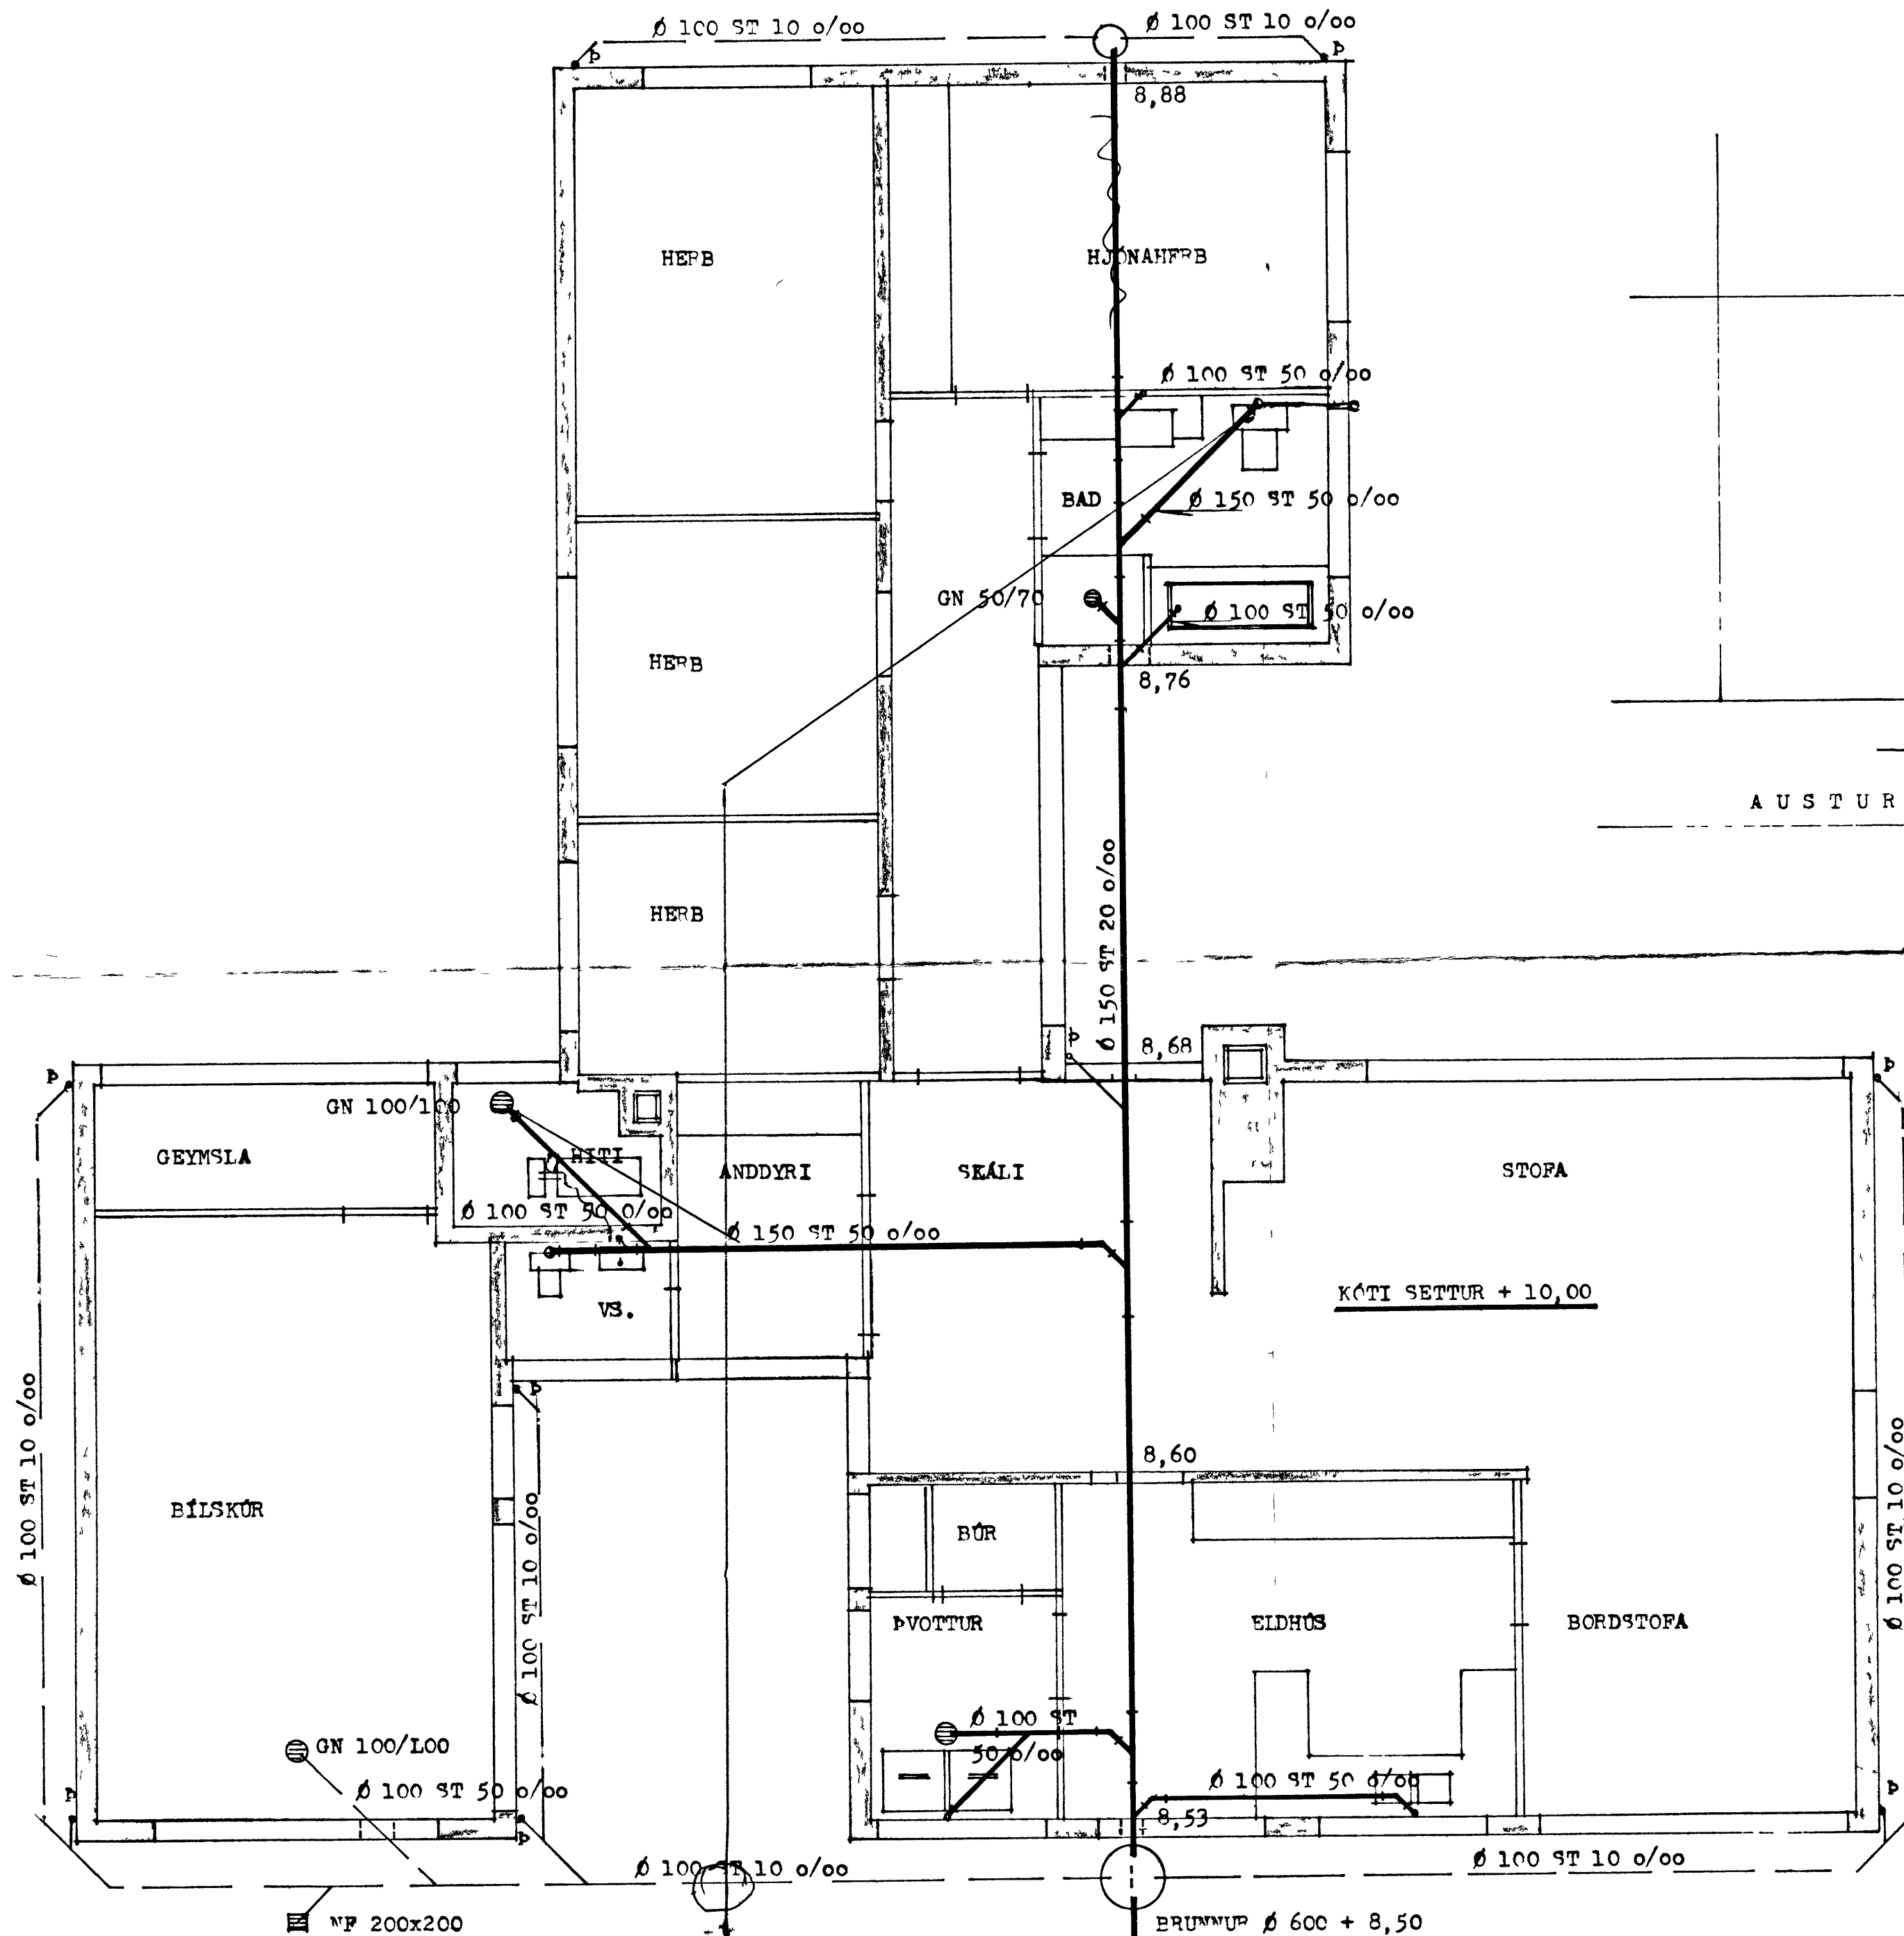 Ø 100 ST 10 o/oo
Ø 100 ST 10 o/oo
Þ
Þ
8,88
HERB
HJÓNAHERB
Ø 100 ST 50 o/oo
BAD
Ø 150 ST 50 o/oo
GN 50/70
Ø 100 ST 50 o/oo
HERB
8,76
AUSTUR
Ø 150 ST 20 o/oo
HERB
Þ
8,68
Þ
Þ
GN 100/100
GEYMSLA
HITI
ANDDYRI
SKÁLI
STOFA
Ø 100 ST 50 o/oo
Ø 150 ST 50 o/oo
VS.
KÓTI SETTUR + 10,00
Þ
Ø 100 ST 10 o/oo
8,60
Ø 100 ST 10 o/oo
BÍLSKÚR
Ø 100 ST 10 o/oo
BÚR
ÞVOTTUR
ELDHÚS
BORDSTOFA
Ø 100 ST
50 o/oo
GN 100/L00
Ø 100 ST 50 o/oo
Ø 100 ST 50 o/oo
Þ
Þ
8,53
Þ
Ø 100 ST 10 o/oo
Ø 100 ST 10 o/oo
NF 200x200
BRUNNUR Ø 600 + 8,50